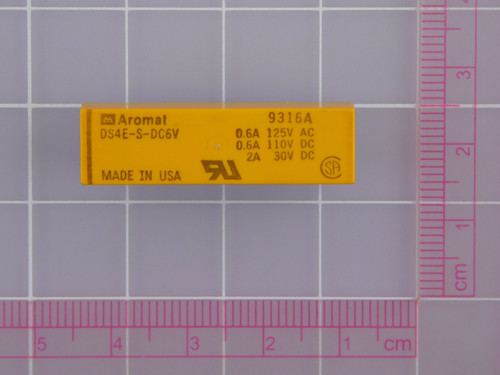 Aromat 9316A
DS4E-S-DC6V 0.6A 125V AC
0.6A 110V DC
2A 30V DC
MADE IN USA
3
2
1
cm
5 4 3 2 1 cm